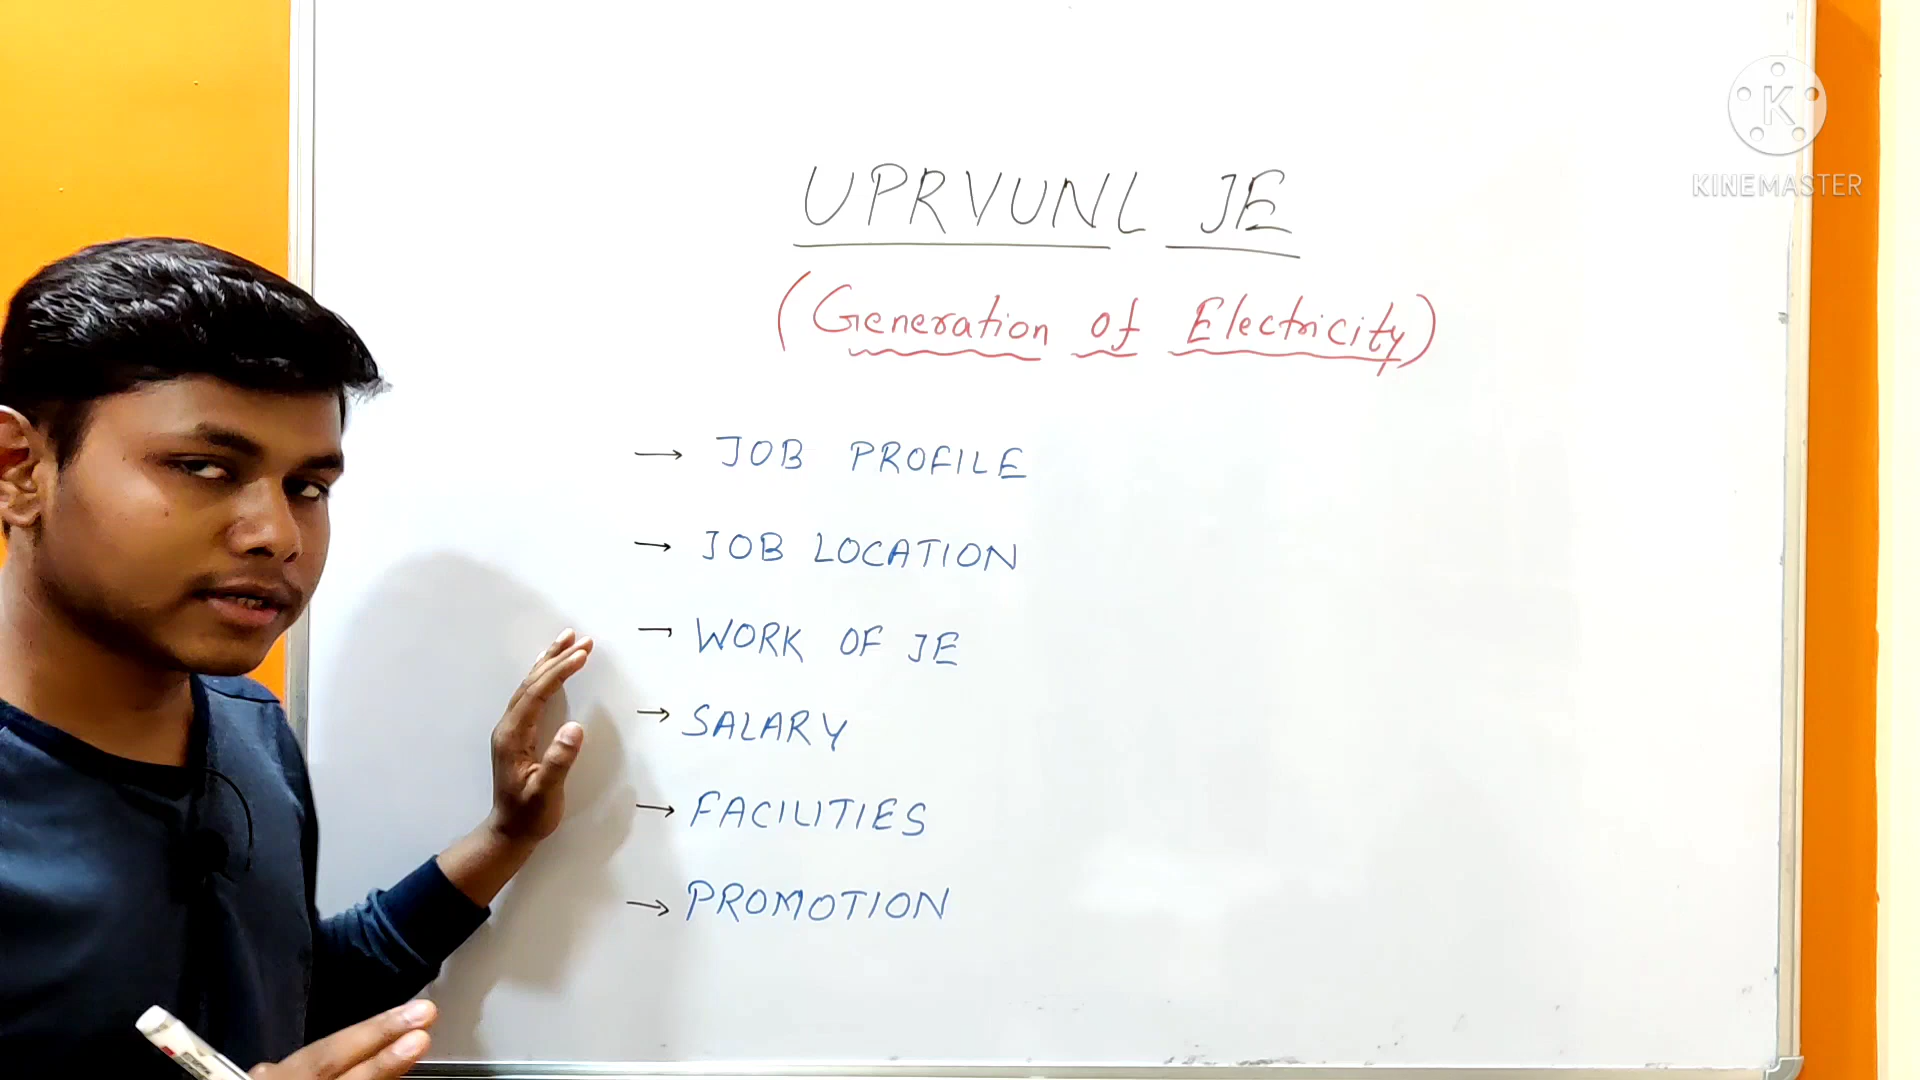 K
KINEMASTER
UPRVUNL JE
(Generation of Electricity)
→ JOB PROFILE
→ JOB LOCATION
→ WORK OF JE
→ SALARY
→ FACILITIES
→ PROMOTION